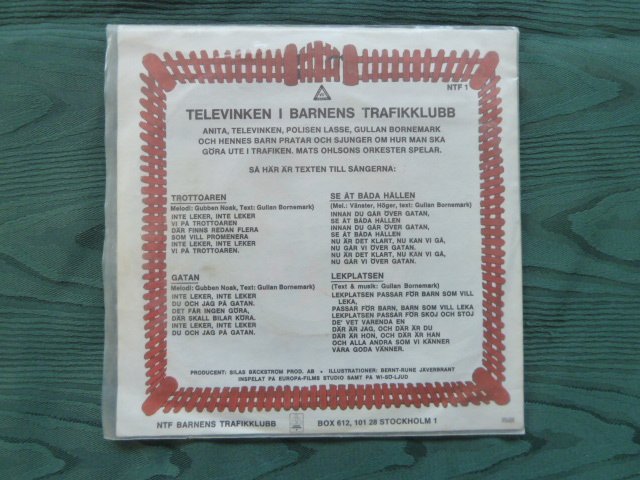 NTF 1
TELEVINKEN I BARNENS TRAFIKKLUBB
ANITA, TELEVINKEN, POLISEN LASSE, GULLAN BORNEMARK
OCH HENNES BARN PRATAR OCH SJUNGER OM HUR MAN SKA
GÖRA UTE I TRAFIKEN. MATS OHLSONS ORKESTER SPELAR.
SÅ HÄR ÄR TEXTEN TILL SÅNGERNA:
TROTTOAREN
Melodi: Gubben Noak, Text: Gullan Bornemark)
INTE LEKER, INTE LEKER
VI PÅ TROTTOAREN
DÄR FINNS REDAN FLERA
SOM VILL PROMENERA
INTE LEKER, INTE LEKER
VI PÅ TROTTOAREN.
SE ÅT BÅDA HÅLLEN
(Mel.: Vänster, Höger, text: Gullan Bornemark)
INNAN DU GÅR ÖVER GATAN,
SE ÅT BÅDA HÅLLEN
INNAN DU GÅR ÖVER GATAN,
SE ÅT BÅDA HÅLLEN
NU ÄR DET KLART, NU KAN VI GÅ,
NU GÅR VI ÖVER GATAN.
NU ÄR DET KLART, NU KAN VI GÅ,
NU GÅR VI ÖVER GATAN.
GATAN
Melodi: Gubben Noak, Text: Gullan Bornemark)
INTE LEKER, INTE LEKER
DU OCH JAG PÅ GATAN.
DET FÅR INGEN GÖRA,
DÄR SKALL BILAR KÖRA.
INTE LEKER, INTE LEKER
DU OCH JAG PÅ GATAN.
LEKPLATSEN
(Text & musik: Gullan Bornemark)
LEKPLATSEN PASSAR FÖR BARN SOM VILL
LEKA,
PASSAR FÖR BARN, BARN SOM VILL LEKA
LEKPLATSEN PASSAR FÖR SKOJ OCH STOJ
DE' VET VARENDA EN
DÄR ÄR JAG, OCH DÄR ÄR DU
DÄR ÄR HON, OCH DÄR ÄR HAN
OCH ALLA ANDRA SOM VI KÄNNER
VÅRA GODA VÄNNER.
PRODUCENT: SILAS BÄCKSTRÖM PROD. AB • ILLUSTRATIONER: BERNT-RUNE JÄVERBRANT
INSPELAT PÅ EUROPA-FILMS STUDIO SAMT PÅ WI-SO-LJUD
NTF BARNENS TRAFIKKLUBB BOX 612, 101 28 STOCKHOLM 1